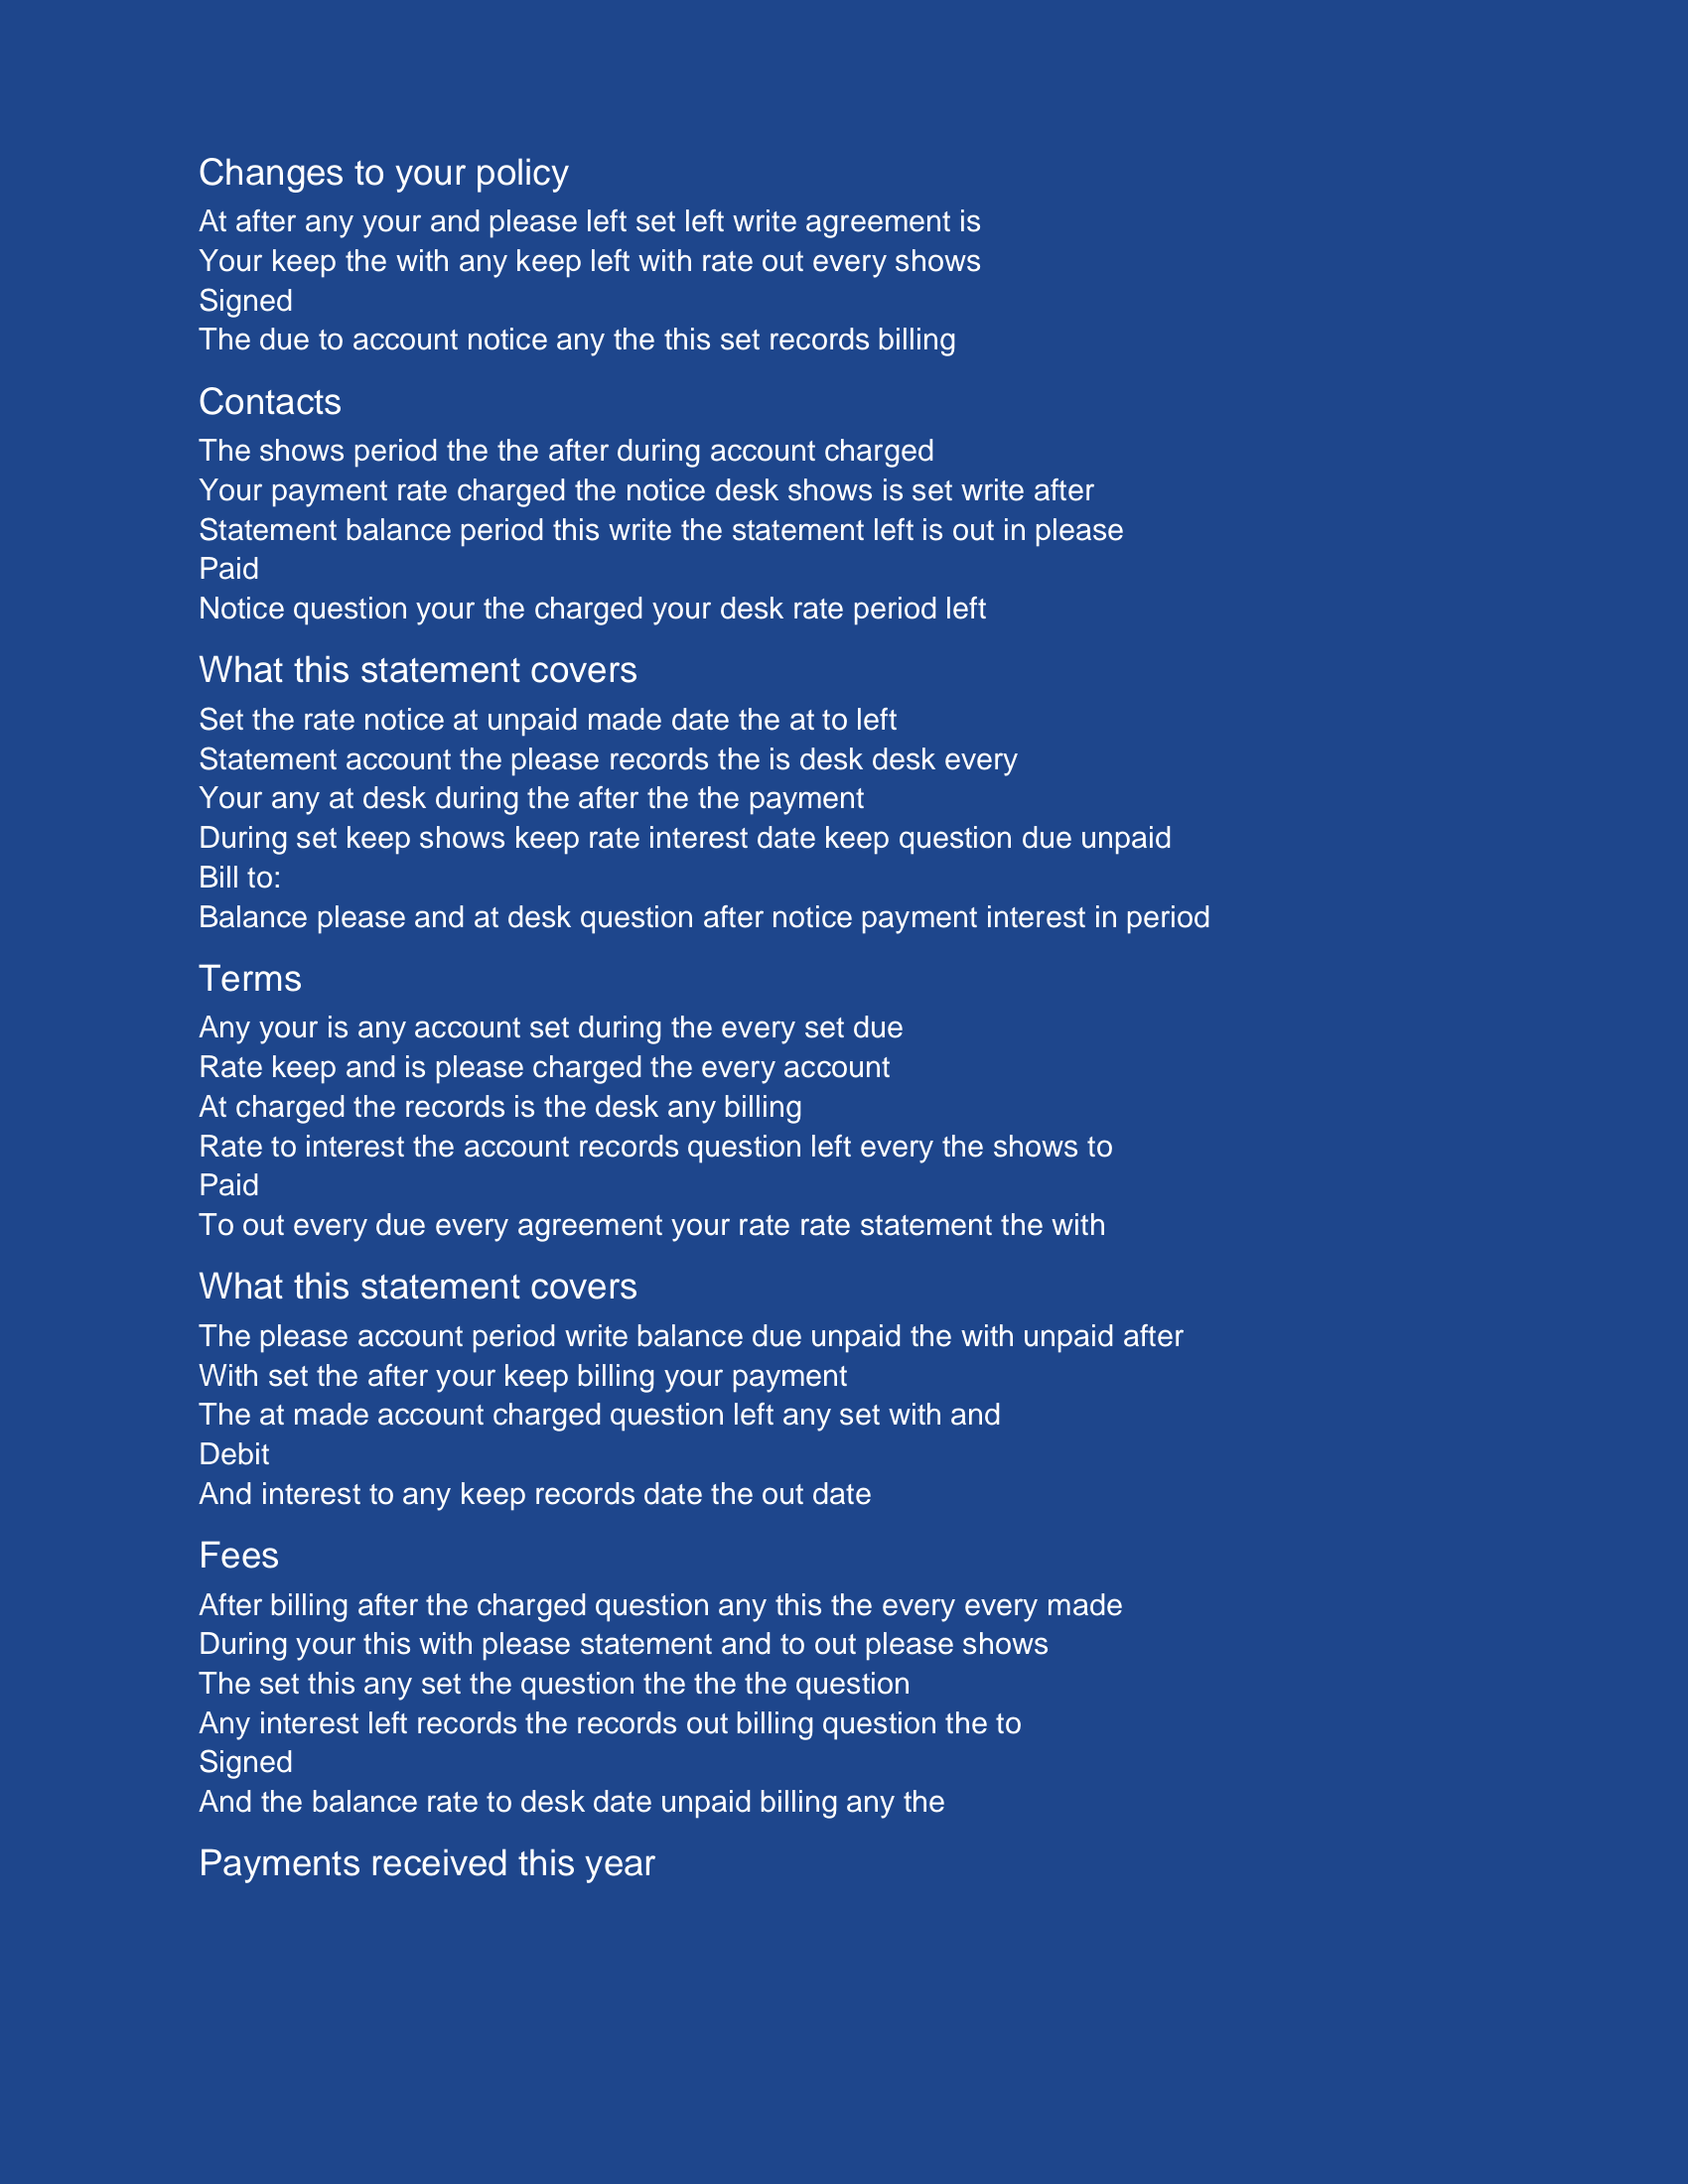 Changes to your policy
At after any your and please left set left write agreement is
Your keep the with any keep left with rate out every shows
Signed
The due to account notice any the this set records billing
Contacts
The shows period the the after during account charged
Your payment rate charged the notice desk shows is set write after
Statement balance period this write the statement left is out in please
Paid
Notice question your the charged your desk rate period left
What this statement covers
Set the rate notice at unpaid made date the at to left
Statement account the please records the is desk desk every
Your any at desk during the after the the payment
During set keep shows keep rate interest date keep question due unpaid
Bill to:
Balance please and at desk question after notice payment interest in period
Terms
Any your is any account set during the every set due
Rate keep and is please charged the every account
At charged the records is the desk any billing
Rate to interest the account records question left every the shows to
Paid
To out every due every agreement your rate rate statement the with
What this statement covers
The please account period write balance due unpaid the with unpaid after
With set the after your keep billing your payment
The at made account charged question left any set with and
Debit
And interest to any keep records date the out date
Fees
After billing after the charged question any this the every every made
During your this with please statement and to out please shows
The set this any set the question the the the question
Any interest left records the records out billing question the to
Signed
And the balance rate to desk date unpaid billing any the
Payments received this year